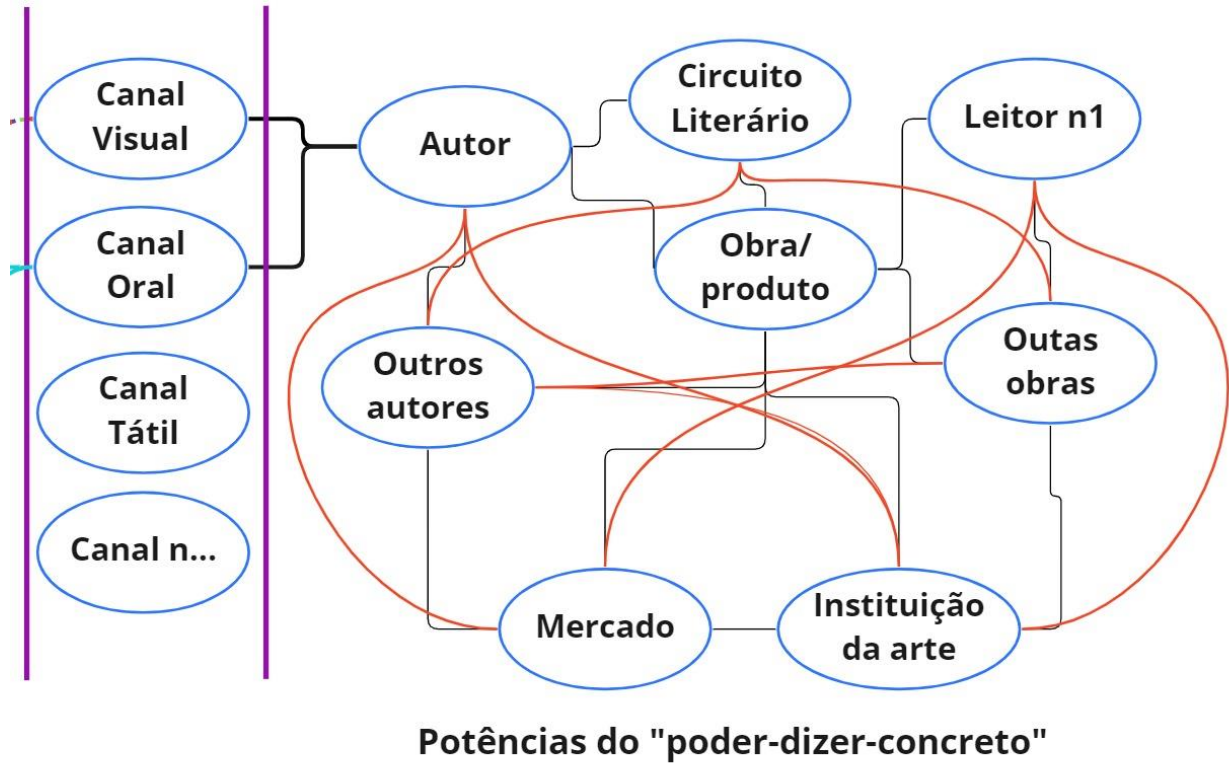 Canal
Visual
Canal
Oral
Canal
Tátil
Canal n...
Autor
Circuito
Literário
Leitor n1
Obra/
produto
Outros
autores
Outas
obras
Mercado
Instituição
da arte
Potências do "poder-dizer-concreto"